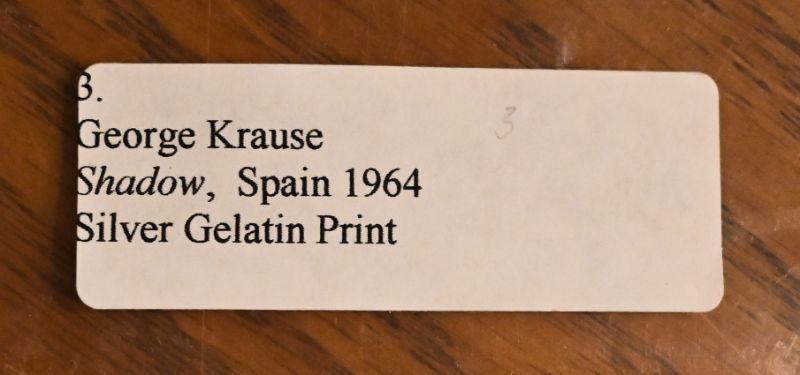 3.
3
George Krause
Shadow, Spain 1964
Silver Gelatin Print